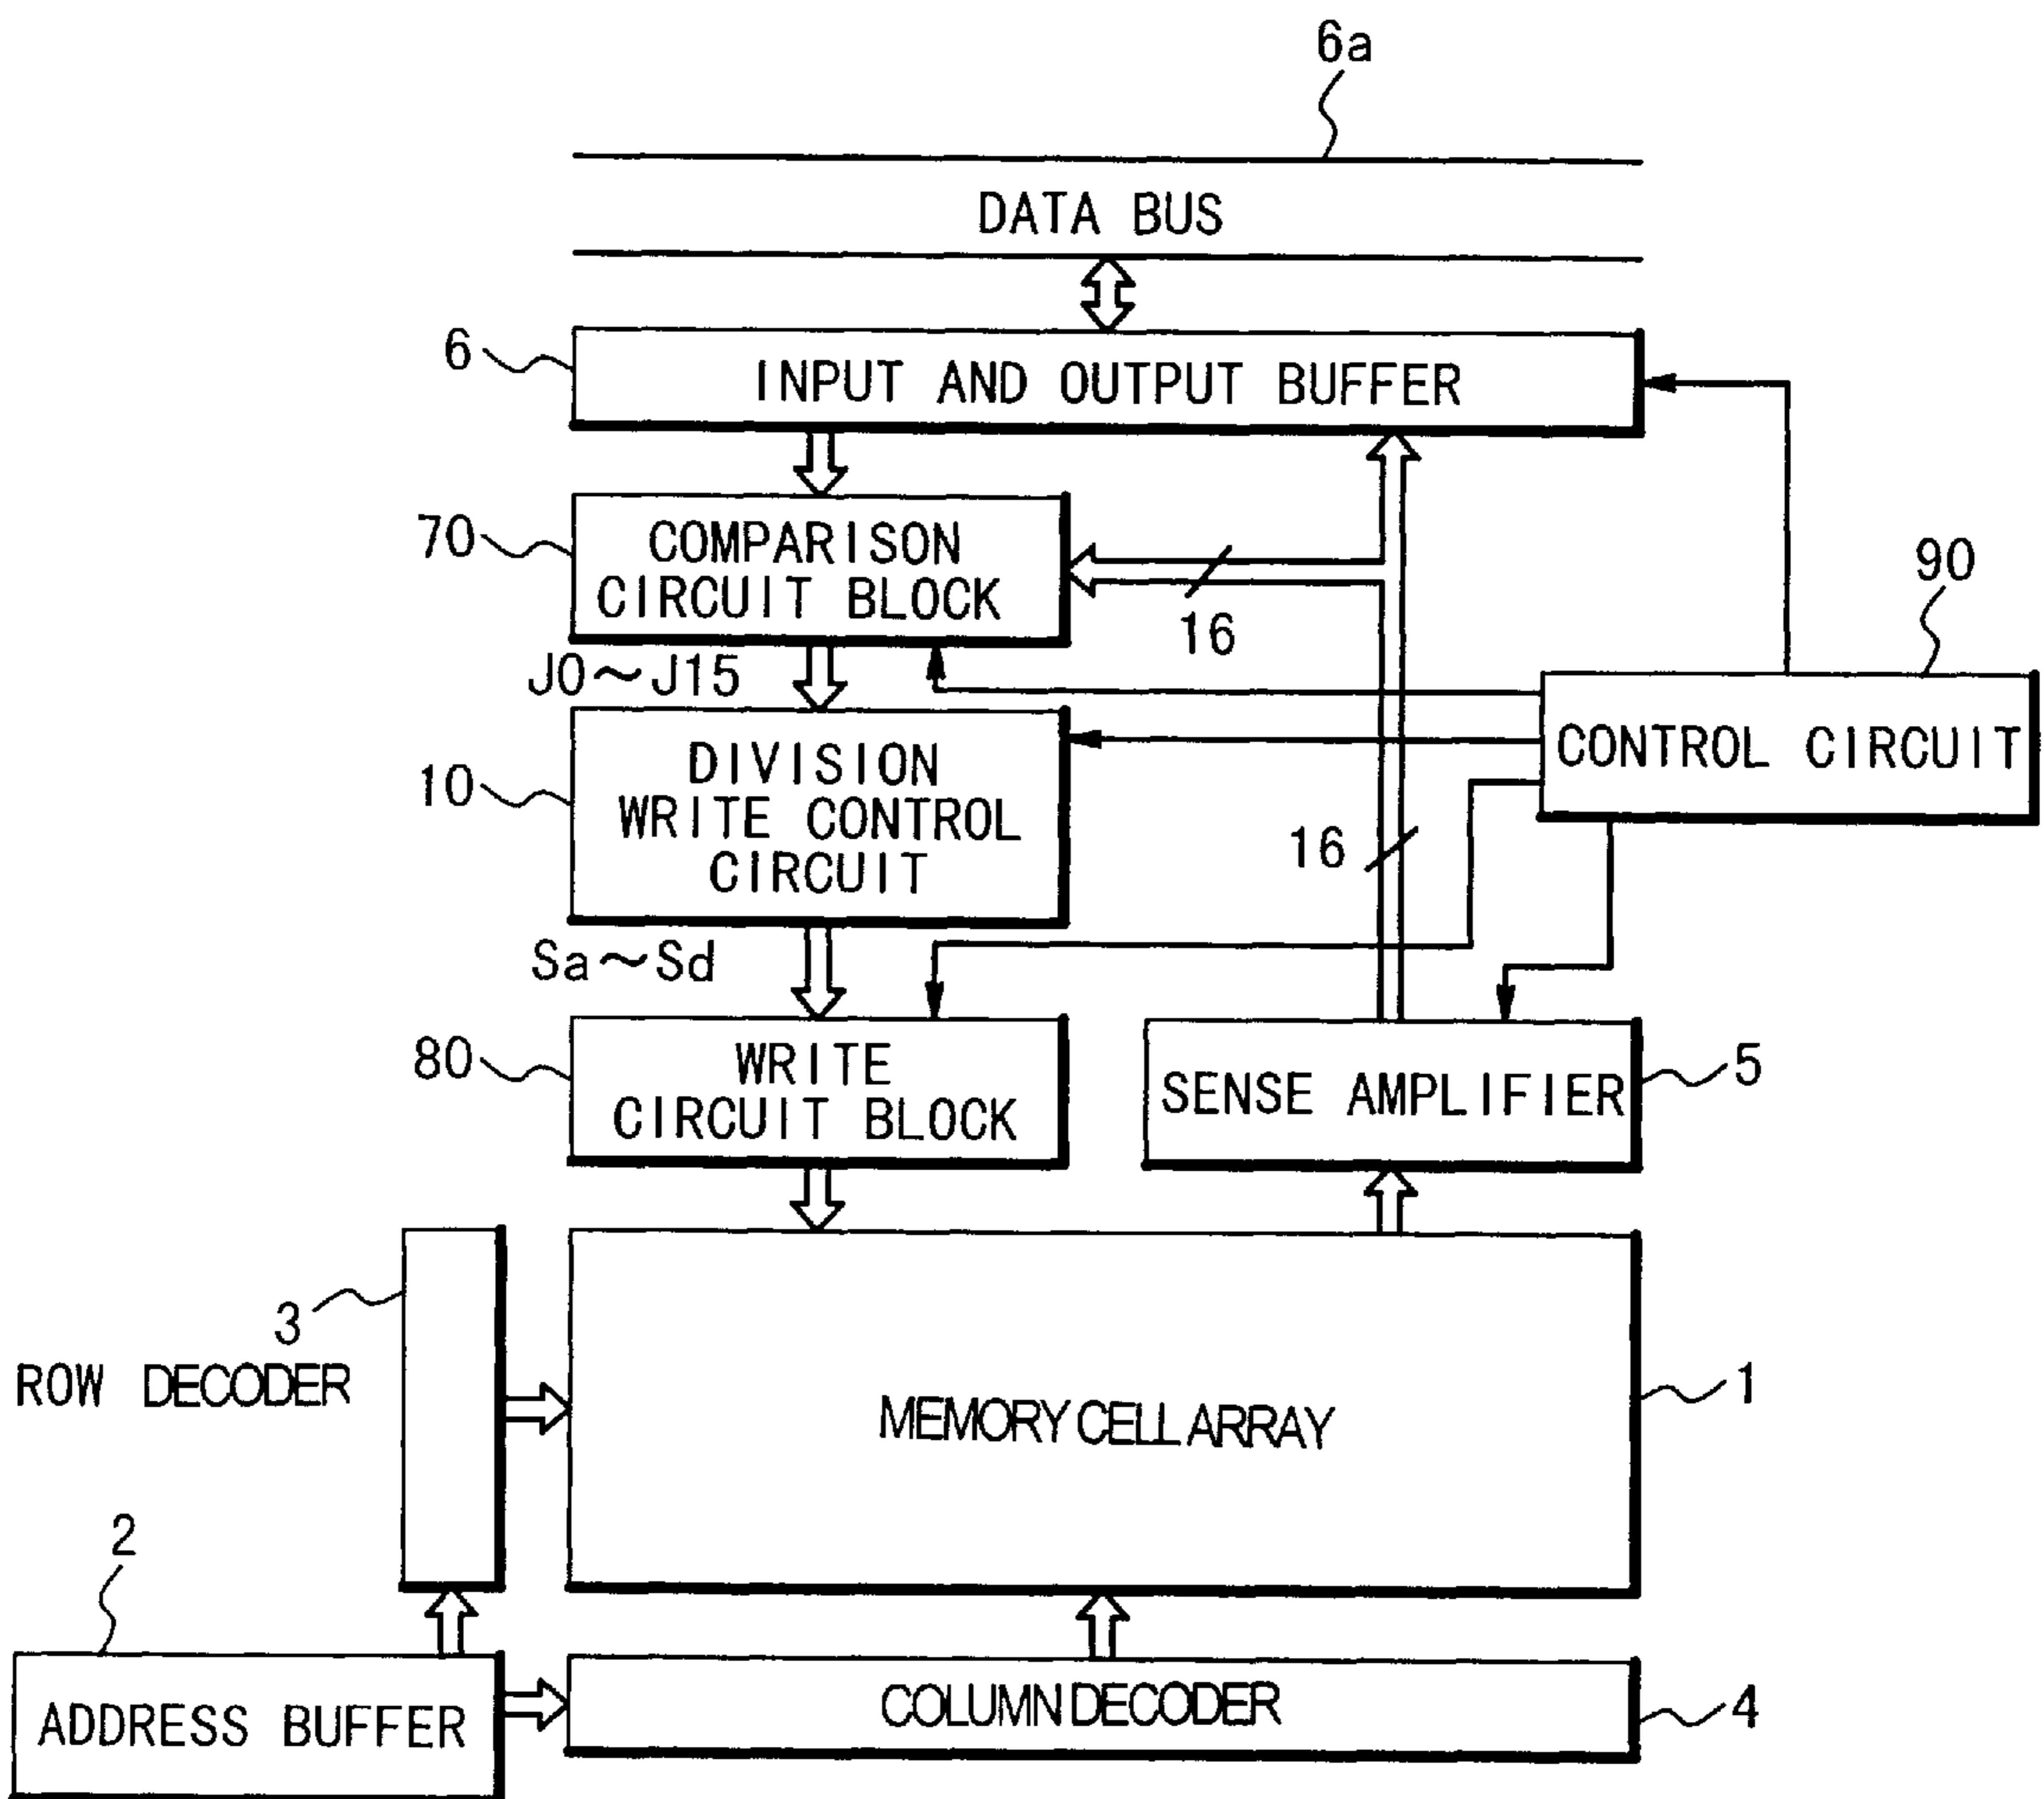 6a
DATA BUS
6
INPUT AND OUTPUT BUFFER
70
COMPARISON
CIRCUIT BLOCK
16
90
J0~J15
CONTROL CIRCUIT
10
DIVISION
WRITE CONTROL
CIRCUIT
16
Sa~Sd
80
WRITE
CIRCUIT BLOCK
SENSE AMPLIFIER
5
3
ROW DECODER
MEMORY CELL ARRAY
1
2
ADDRESS BUFFER
COLUMN DECODER
4